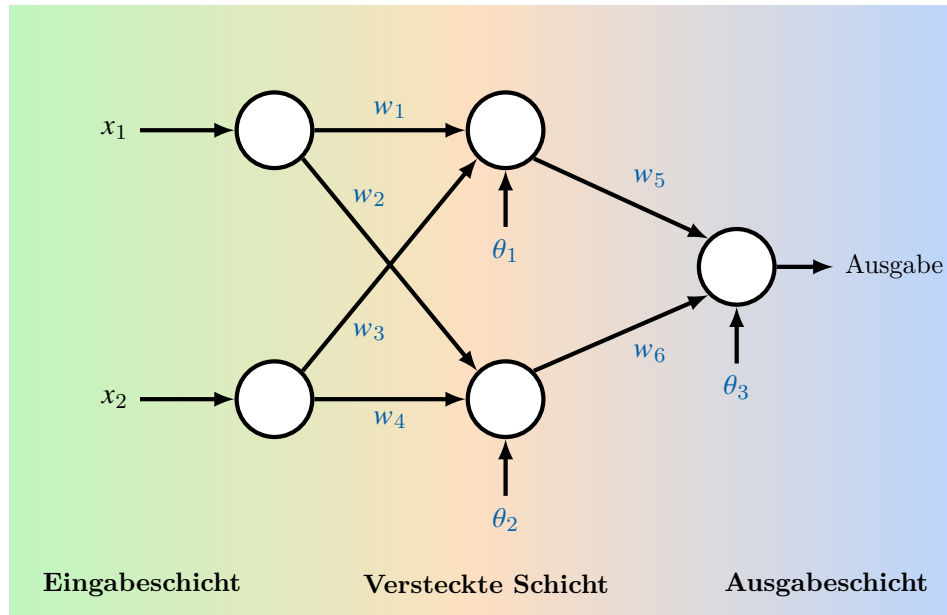 x₁
w₁
w₂
w₅
θ₁
Ausgabe
w₃
w₆
x₂
w₄
θ₃
θ₂
Eingabeschicht
Versteckte Schicht
Ausgabeschicht